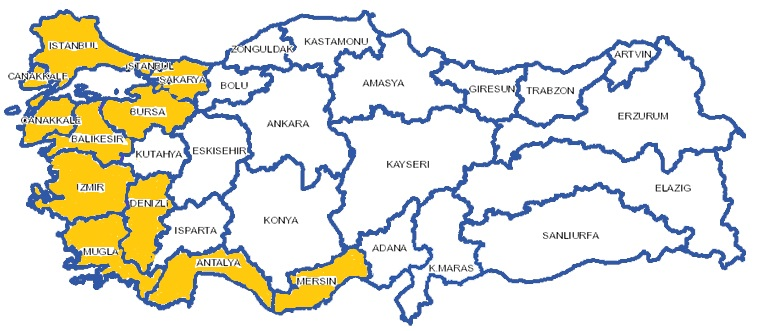 ISTANBUL
ZONGULDAK
KASTAMONU
ARTVIN
CANAKKALE
ISTANBUL
SAKARYA
BOLU
AMASYA
GIRESUN
TRABZON
CANAKKALE
BURSA
ANKARA
ERZURUM
BALIKESIR
KUTAHYA
ESKISEHIR
KAYSERI
IZMIR
DENIZLI
ELAZIG
ISPARTA
KONYA
SANLIURFA
MUGLA
ADANA
ANTALYA
MERSIN
K.MARAS